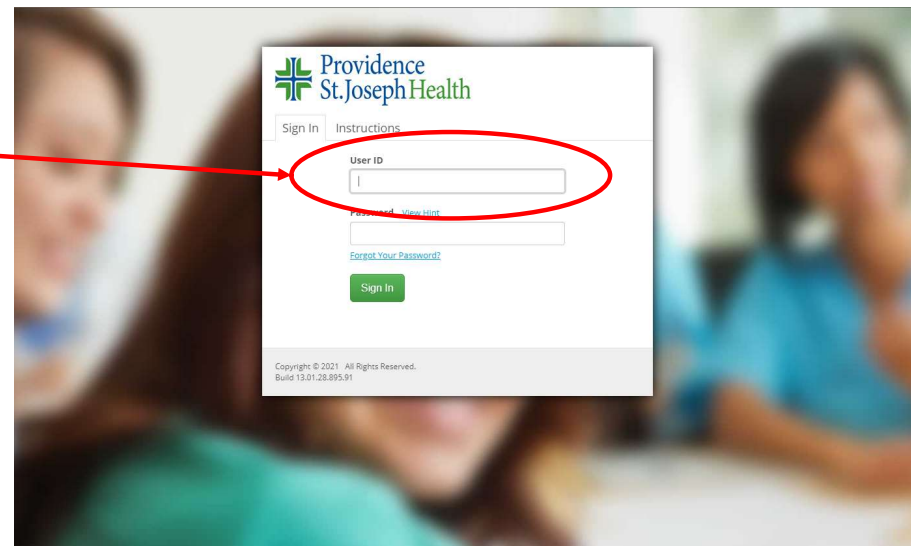 Providence
St.Joseph Health
Sign In Instructions
User ID
Password View Hint
Forgot Your Password?
Sign In
Copyright © 2021 All Rights Reserved.
Build 13.01.28.895.91